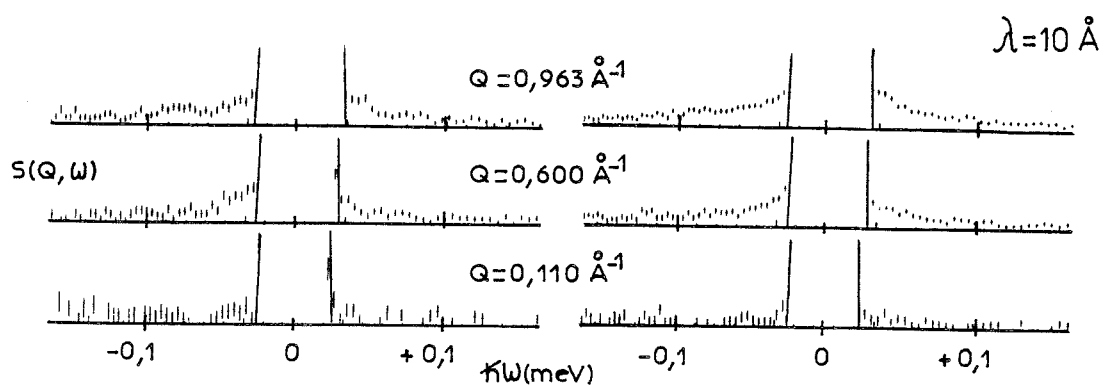 λ=10 Å
Q=0,963 Å-1
S(Q,ω)
Q=0,600 Å-1
Q=0,110 Å-1
-0,1 0 +0,1 -0,1 0 +0,1
ħω(meV)